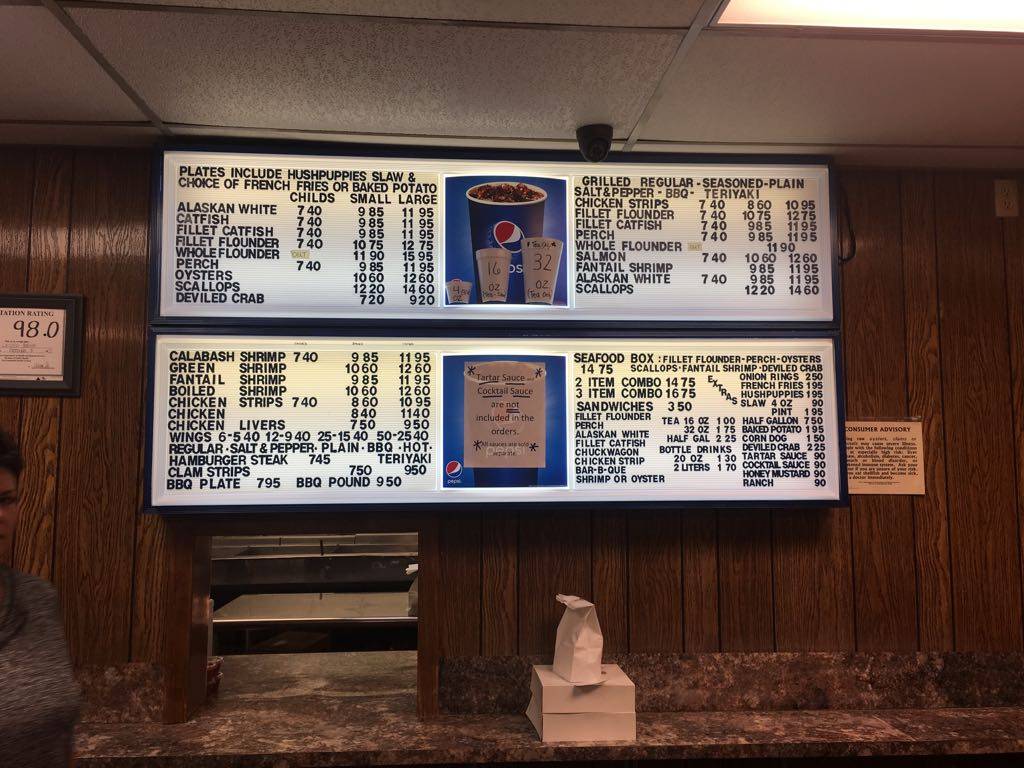 PLATES INCLUDE HUSHPUPPIES SLAW &
CHOICE OF FRENCH FRIES OR BAKED POTATO
CHILDS SMALL LARGE
ALASKAN WHITE 7 40 9 85 11 95
CATFISH 9 85 11 95
FILLET CATFISH 7 40 9 85 11 95
FILLET FLOUNDER 7 40 10 75 12 75
WHOLE FLOUNDER 11 90 15 95
PERCH 7 40 9 85 11 95
OYSTERS 10 60 12 60
SCALLOPS 12 20 14 60
DEVILED CRAB 7 20 9 20
4 OZ
16 OZ
32 OZ
(Tea Only)
GRILLED REGULAR - SEASONED - PLAIN
SALT & PEPPER - BBQ - TERIYAKI
CHICKEN STRIPS 7 40 8 60 10 95
FILLET FLOUNDER 7 40 10 75 12 75
FILLET CATFISH 7 40 9 85 11 95
PERCH 7 40 9 85 11 95
WHOLE FLOUNDER 11 90
SALMON 7 40 10 60 12 60
FANTAIL SHRIMP 9 85 11 95
ALASKAN WHITE 7 40 9 85 11 95
SCALLOPS 12 20 14 60
CALABASH SHRIMP 7 40 9 85 11 95
GREEN SHRIMP 10 60 12 60
FANTAIL SHRIMP 9 85 11 95
BOILED SHRIMP 10 60 12 60
CHICKEN STRIPS 7 40 8 60 10 95
CHICKEN 8 40 11 40
CHICKEN LIVERS 7 50 9 50
WINGS 6-5 40 12-9 40 25-15 40 50-25 40
REGULAR - SALT & PEPPER - PLAIN - BBQ - HOT -
HAMBURGER STEAK 7 45 TERIYAKI
CLAM STRIPS 7 50 9 50
BBQ PLATE 7 95 BBQ POUND 9 50
Tartar Sauce and
Cocktail Sauce
are not
included in the
orders.
*All sauces are sold
separate.*
pepsi
SEAFOOD BOX : FILLET FLOUNDER - PERCH - OYSTERS
14 75 SCALLOPS - FANTAIL SHRIMP - DEVILED CRAB
2 ITEM COMBO 14 75
3 ITEM COMBO 16 75
SANDWICHES 3 50
FILLET FLOUNDER
PERCH
ALASKAN WHITE
FILLET CATFISH
CHUCKWAGON
CHICKEN STRIP
BAR-B-QUE
SHRIMP OR OYSTER
TEA 16 OZ 1 00
32 OZ 1 75
HALF GAL 2 25
BOTTLE DRINKS
20 OZ 1 30
2 LITERS 1 70
EXTRAS
ONION RINGS 2 50
FRENCH FRIES 1 95
HUSHPUPPIES 1 95
SLAW 4 OZ 90
PINT 1 95
HALF GALLON 7 50
BAKED POTATO 1 95
CORN DOG 1 50
DEVILED CRAB 2 25
TARTAR SAUCE 90
COCKTAIL SAUCE 90
HONEY MUSTARD 90
RANCH 90
RATING
98.0
CONSUMER ADVISORY